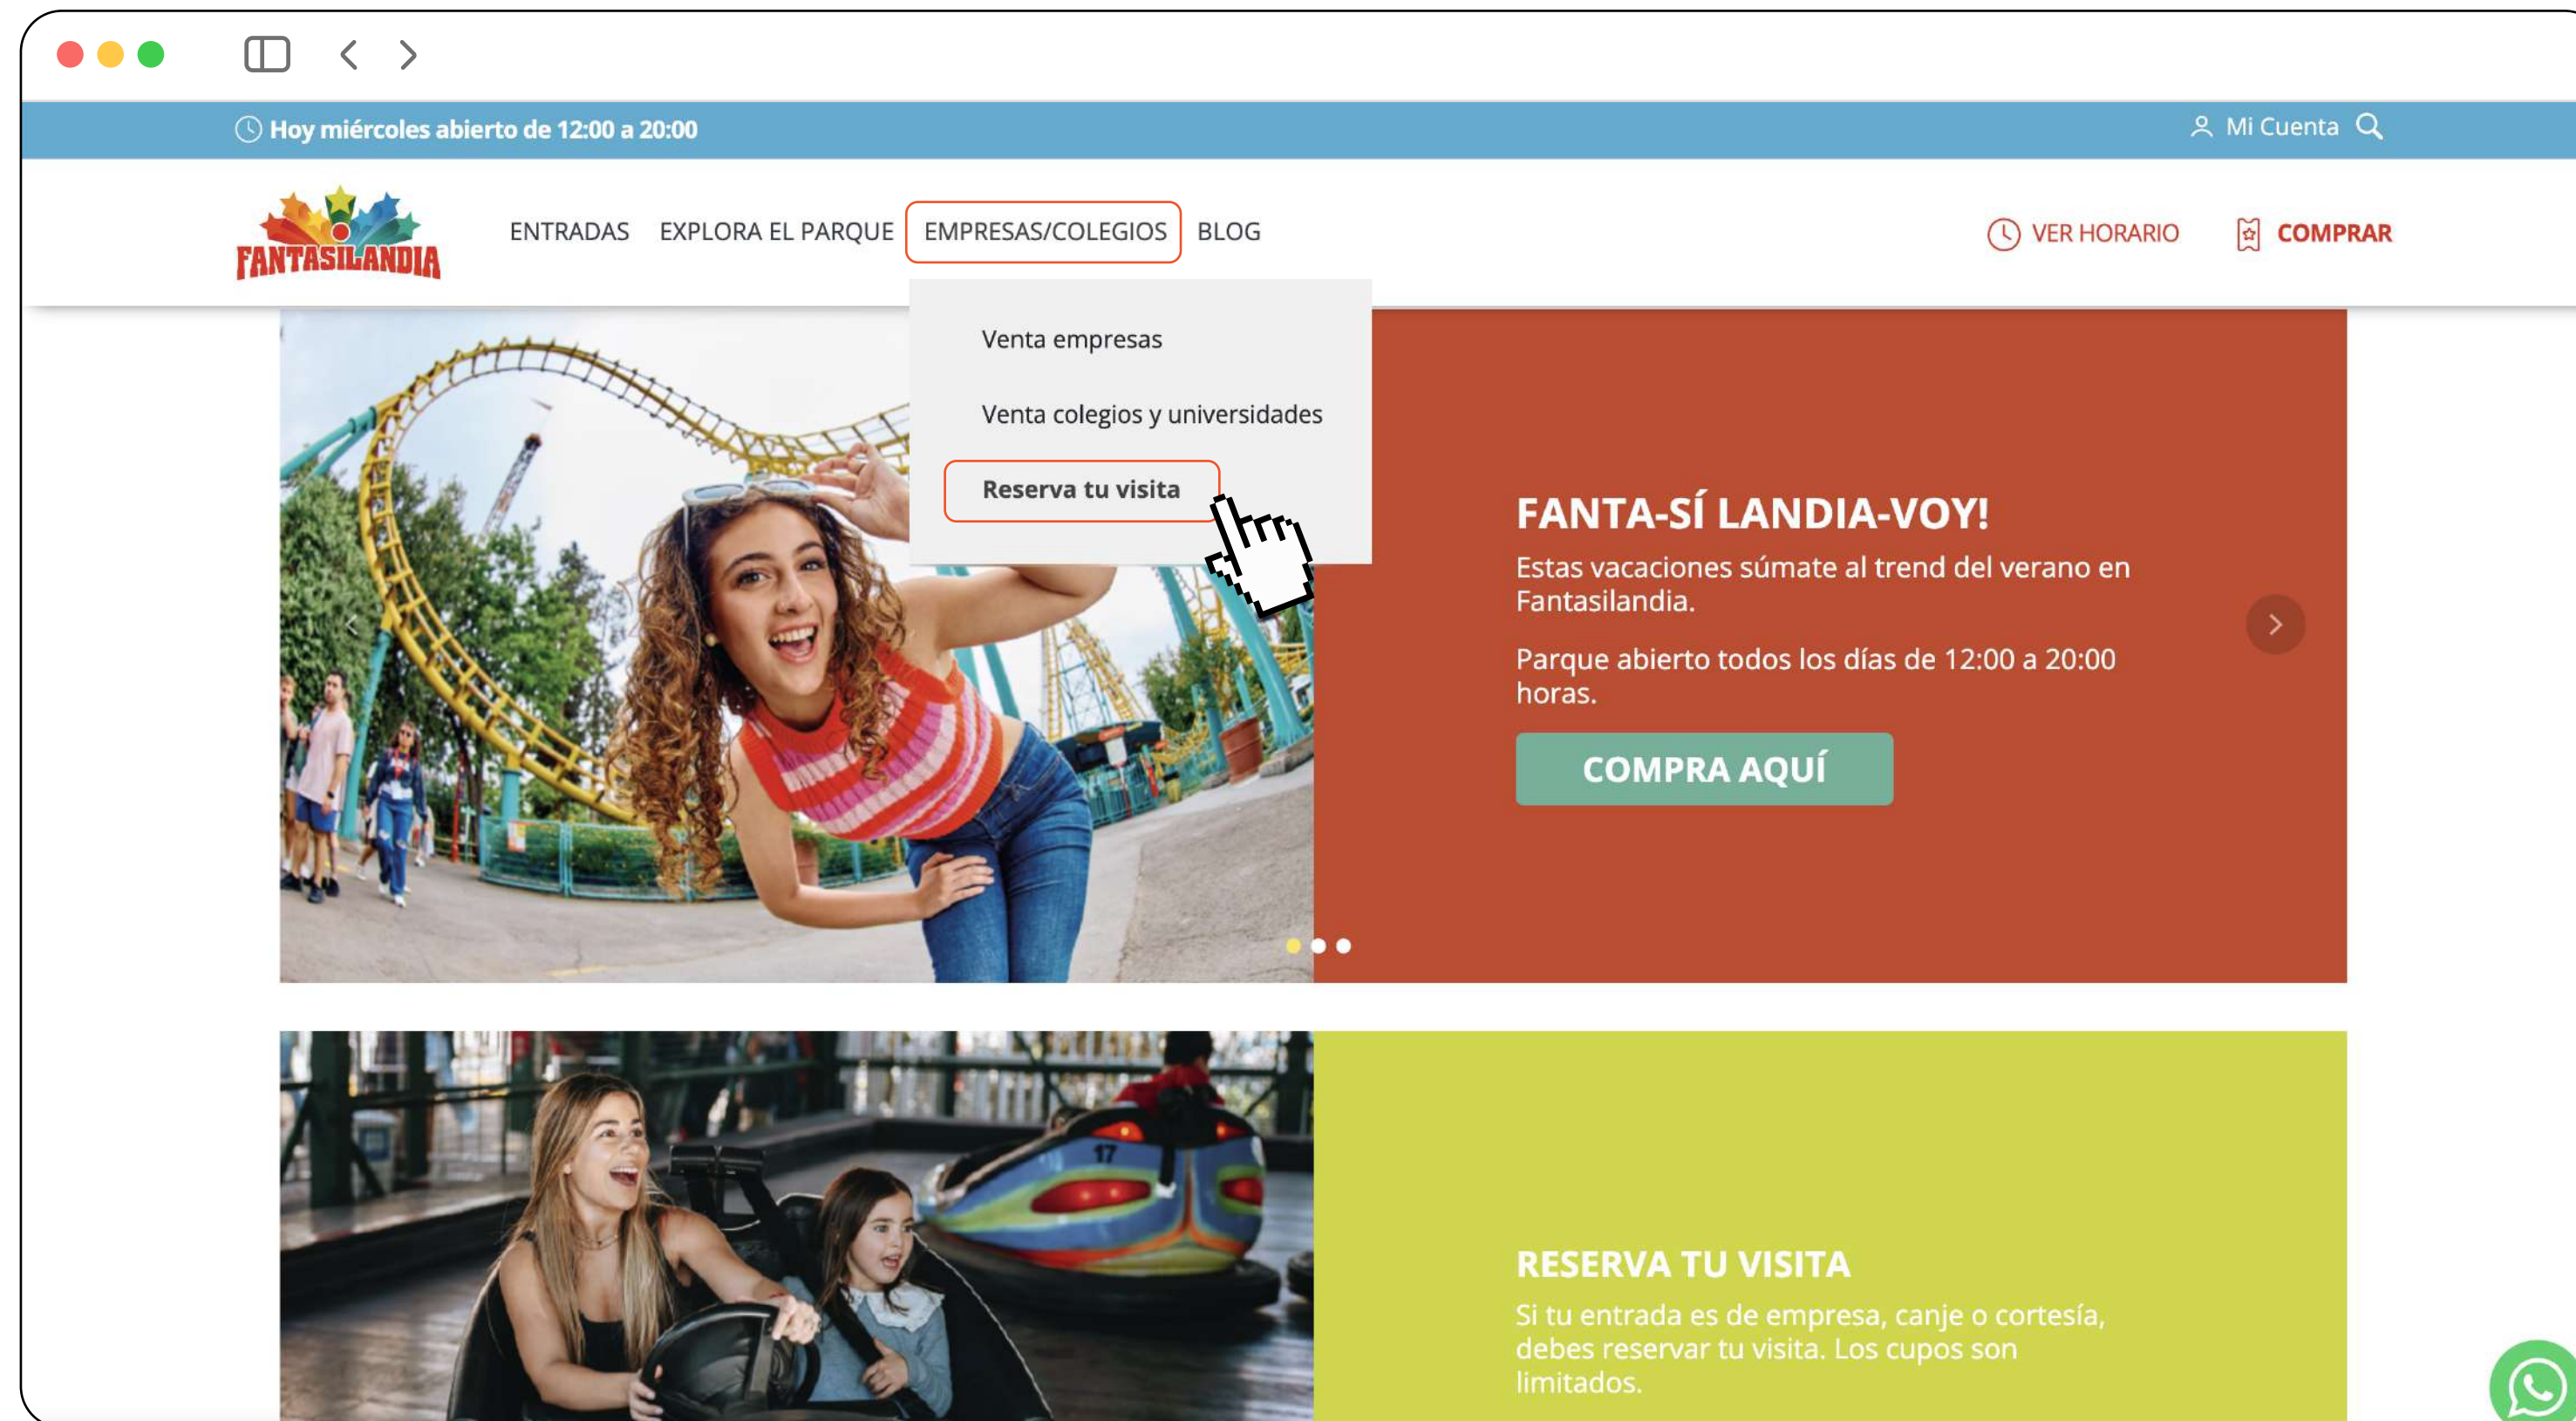 Hoy miércoles abierto de 12:00 a 20:00
Mi Cuenta
FANTASILANDIA
ENTRADAS
EXPLORA EL PARQUE
EMPRESAS/COLEGIOS
BLOG
VER HORARIO
COMPRAR
Venta empresas
Venta colegios y universidades
Reserva tu visita
FANTA-SÍ LANDIA-VOY!
Estas vacaciones súmate al trend del verano en
Fantasilandia.
Parque abierto todos los días de 12:00 a 20:00
horas.
COMPRA AQUÍ
17
RESERVA TU VISITA
Si tu entrada es de empresa, canje o cortesía,
debes reservar tu visita. Los cupos son
limitados.